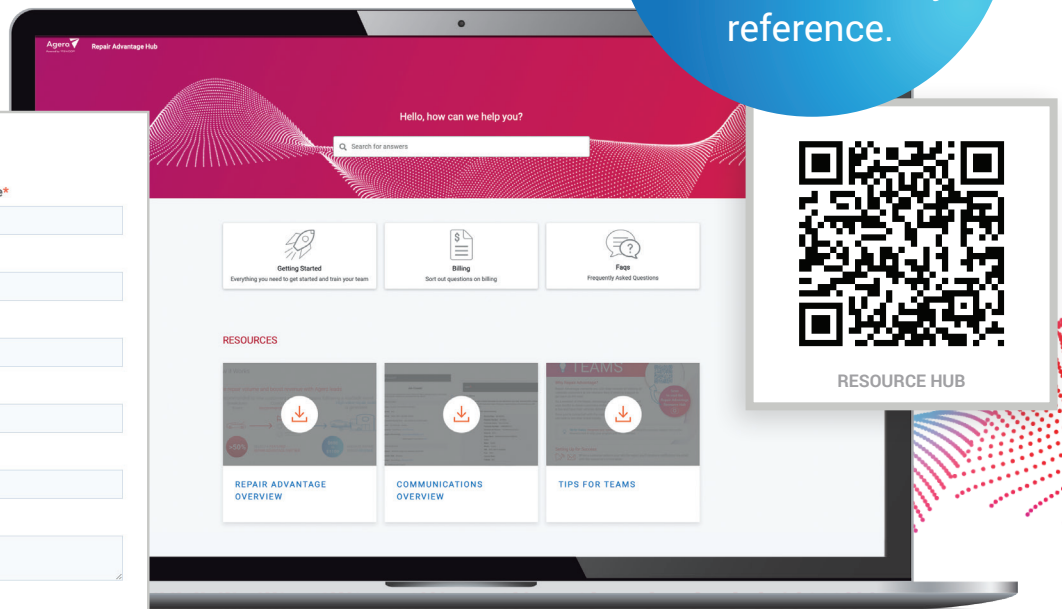 reference.
Agero
Repair Advantage Hub
Hello, how can we help you?
Search for answers
Getting Started
Everything you need to get started and train your team
Billing
Sort out questions on billing
Faqs
Frequently Asked Questions
RESOURCES
TEAMS
REPAIR ADVANTAGE
OVERVIEW
COMMUNICATIONS
OVERVIEW
TIPS FOR TEAMS
RESOURCE HUB